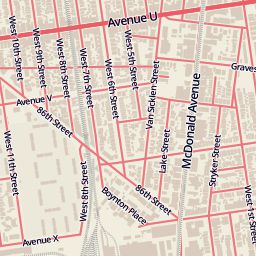 Avenue U
West 10th Street
West 9th Street
West 8th Street
West 7th Street
West 6th Street
West 5th Street
Van Sicklen Street
McDonald Avenue
Graves
Avenue V
86th Street
Lake Street
Stryker Street
West 11th Street
West 8th Street
86th Street
Boynton Place
West 1st Street
Avenue X